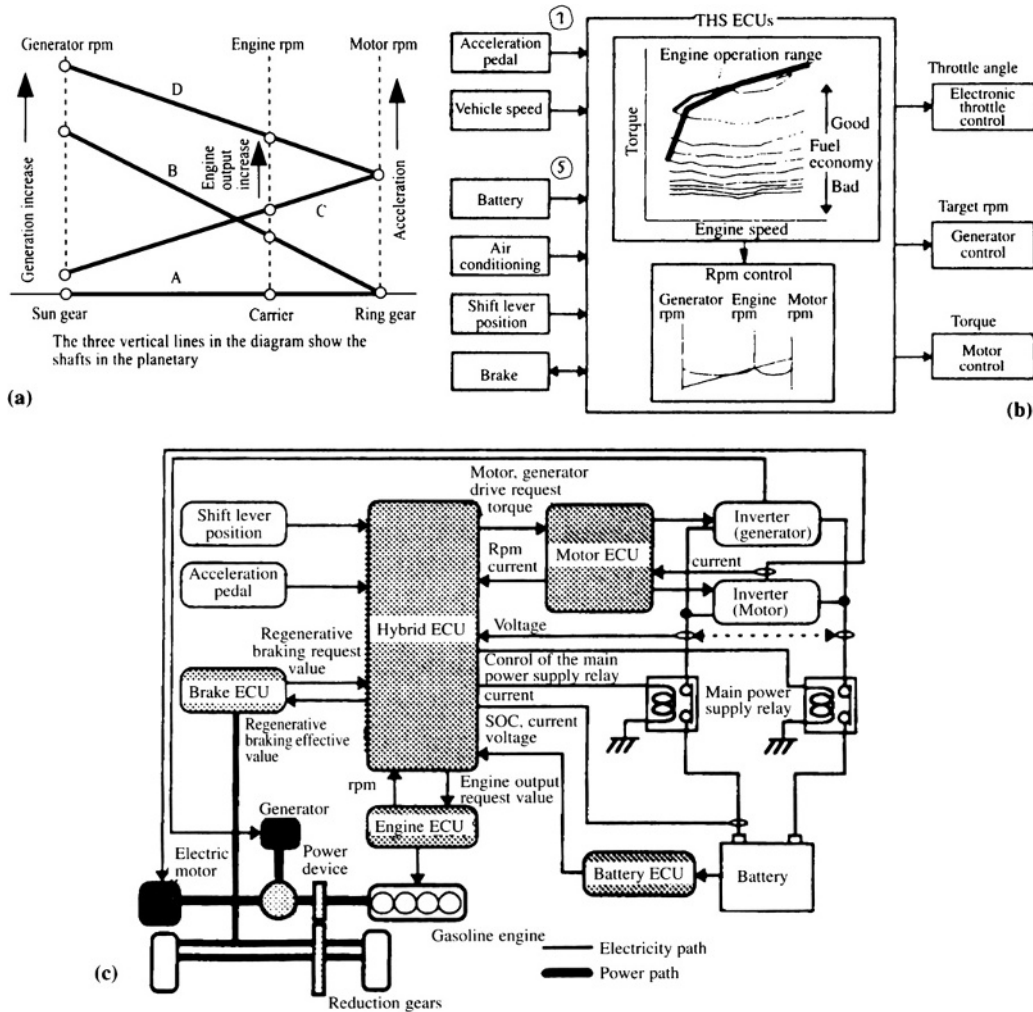 Generator rpm
Engine rpm
Motor rpm
D
B
C
A
Generation increase
Engine
output
increase
Acceleration
Sun gear
Carrier
Ring gear
The three vertical lines in the diagram show the
shafts in the planetary
(a)
7
Acceleration
pedal
Vehicle speed
5
Battery
Air
conditioning
Shift lever
position
Brake
THS ECUs
Engine operation range
Torque
Good
Fuel
economy
Bad
Engine speed
Rpm control
Generator Engine Motor
rpm rpm rpm
Throttle angle
Electronic
throttle
control
Target rpm
Generator
control
Torque
Motor
control
(b)
Shift lever
position
Acceleration
pedal
Regenerative
braking request
value
Brake ECU
Regenerative
braking effective
value
Hybrid ECU
Motor, generator
drive request
torque
Motor ECU
Rpm
current
Inverter
(generator)
current
Inverter
(Motor)
Voltage
Conrol of the main
power supply relay
current
Main power
supply relay
SOC, current
voltage
rpm
Engine output
request value
Engine ECU
Generator
Electric
motor
Power
device
Battery ECU
Battery
Gasoline engine
Electricity path
Power path
Reduction gears
(c)